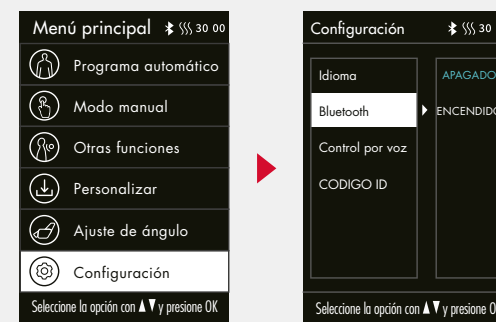 Menú principal 30 00
Programa automático
Modo manual
Otras funciones
Personalizar
Ajuste de ángulo
Configuración
Seleccione la opción con y presione OK
Configuración 30
Idioma
Bluetooth
Control por voz
CODIGO ID
APAGADO
ENCENDIDO
Seleccione la opción con y presione O